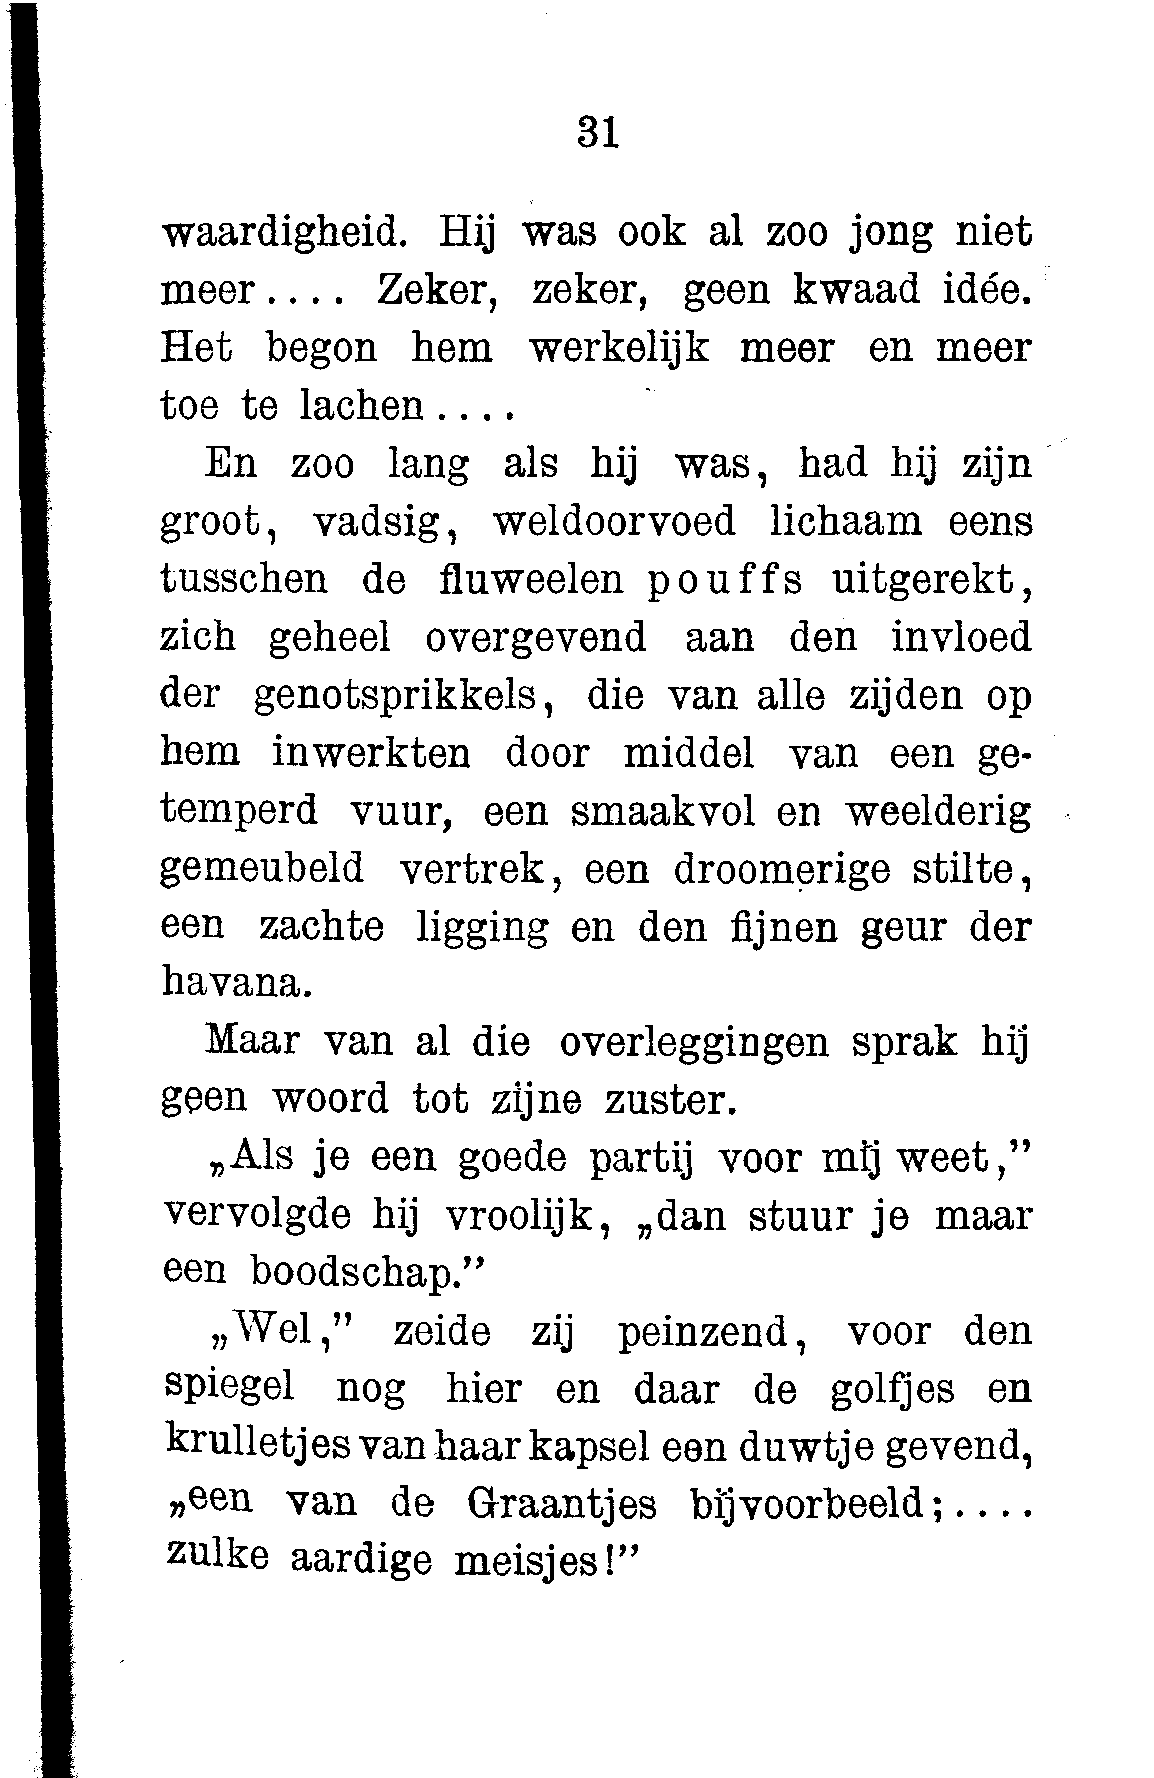 31
waardigheid. Hij was ook al zoo jong niet
meer.... Zeker, zeker, geen kwaad idée.
Het begon hem werkelijk meer en meer
toe te lachen....
En zoo lang als hij was, had hij zijn
groot, vadsig, weldoorvoed lichaam eens
tusschen de fluweelen pouffs uitgerekt,
zich geheel overgevend aan den invloed
der genotsprikkels, die van alle zijden op
hem inwerkten door middel van een ge-
temperd vuur, een smaakvol en weelderig
gemeubeld vertrek, een droomerige stilte,
een zachte ligging en den fijnen geur der
havana.
Maar van al die overleggingen sprak hij
geen woord tot zijne zuster.
„Als je een goede partij voor mij weet,”
vervolgde hij vroolijk, „dan stuur je maar
een boodschap.”
„Wel,” zeide zij peinzend, voor den
spiegel nog hier en daar de golfjes en
krulletjes van haar kapsel een duwtje gevend,
„een van de Graantjes bijvoorbeeld;....
zulke aardige meisjes!”